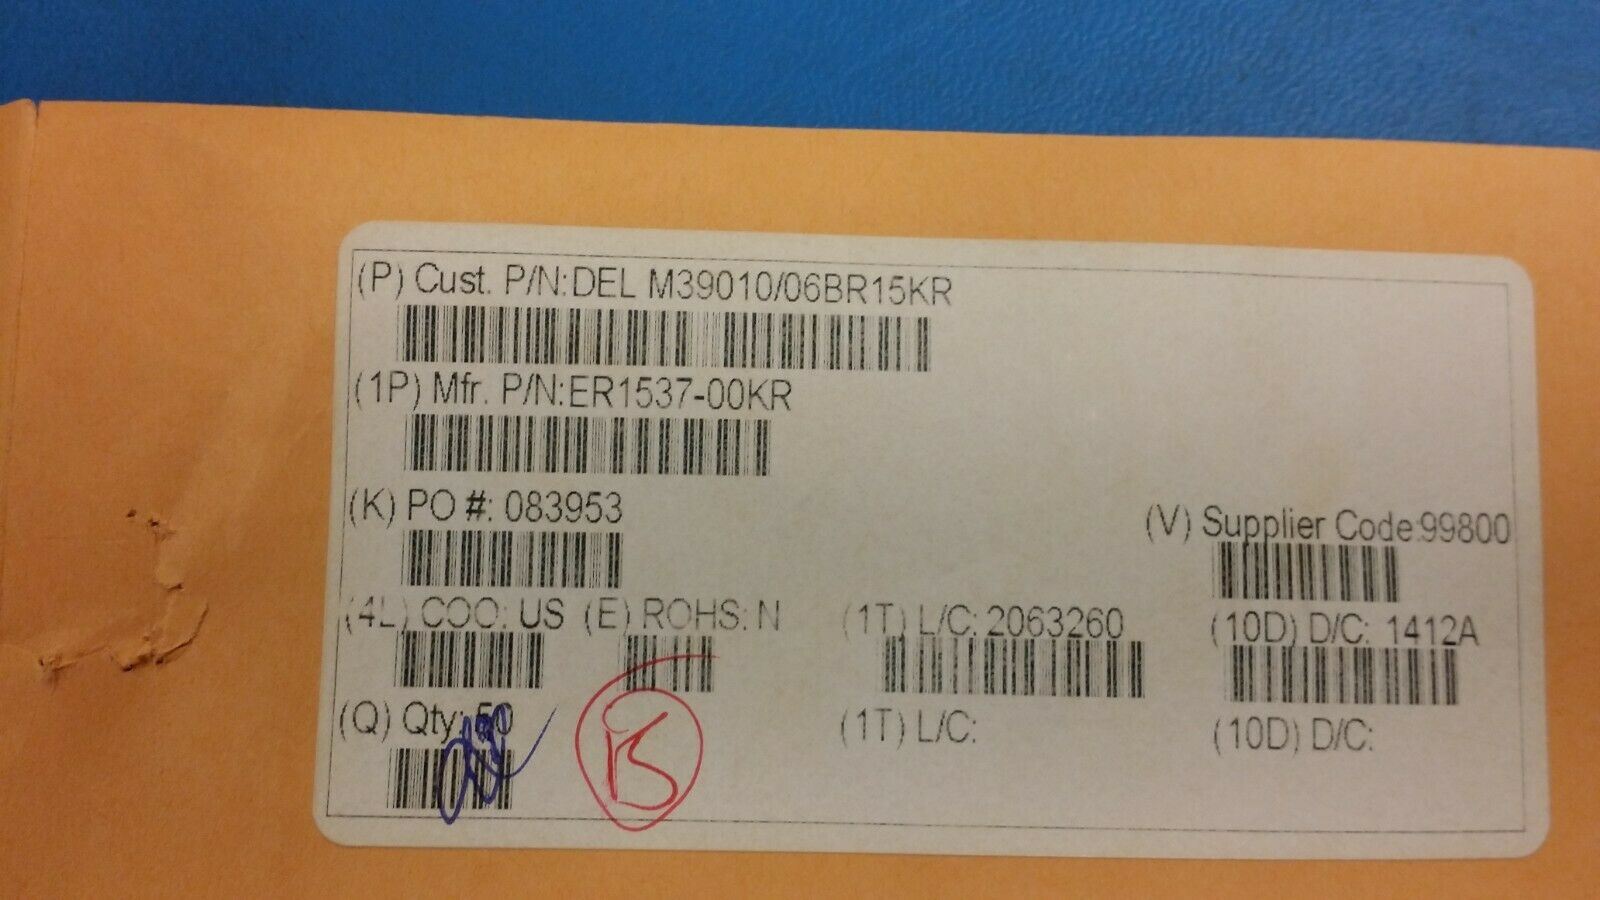 (P) Cust. P/N:DEL M39010/06BR15KR
(1P) Mfr. P/N:ER1537-00KR
(K) PO #: 083953
(V) Supplier Code:99800
(4L) COO: US (E) ROHS: N (1T) L/C: 2063260 (10D) D/C: 1412A
(Q) Qty: 50 (1T) L/C: (10D) D/C: